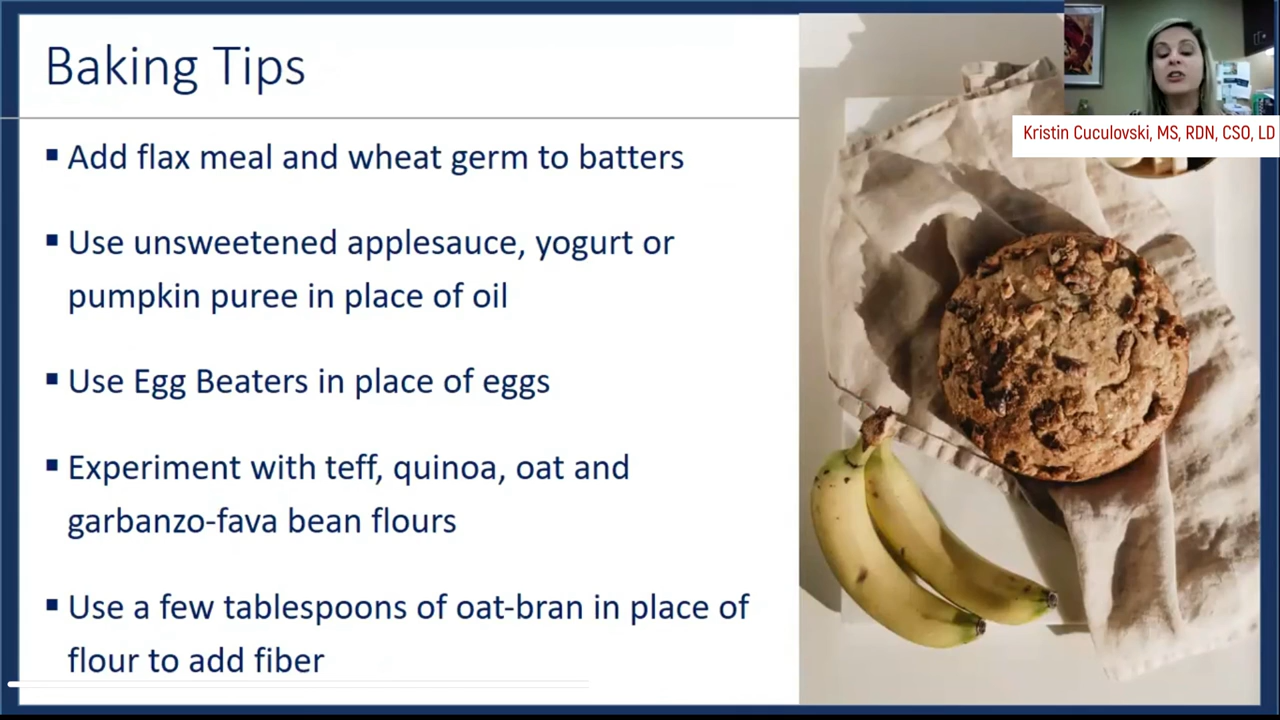 Baking Tips
Kristin Cuculovski, MS, RDN, CSO, LD
▪ Add flax meal and wheat germ to batters
▪ Use unsweetened applesauce, yogurt or
pumpkin puree in place of oil
▪ Use Egg Beaters in place of eggs
▪ Experiment with teff, quinoa, oat and
garbanzo-fava bean flours
▪ Use a few tablespoons of oat-bran in place of
flour to add fiber